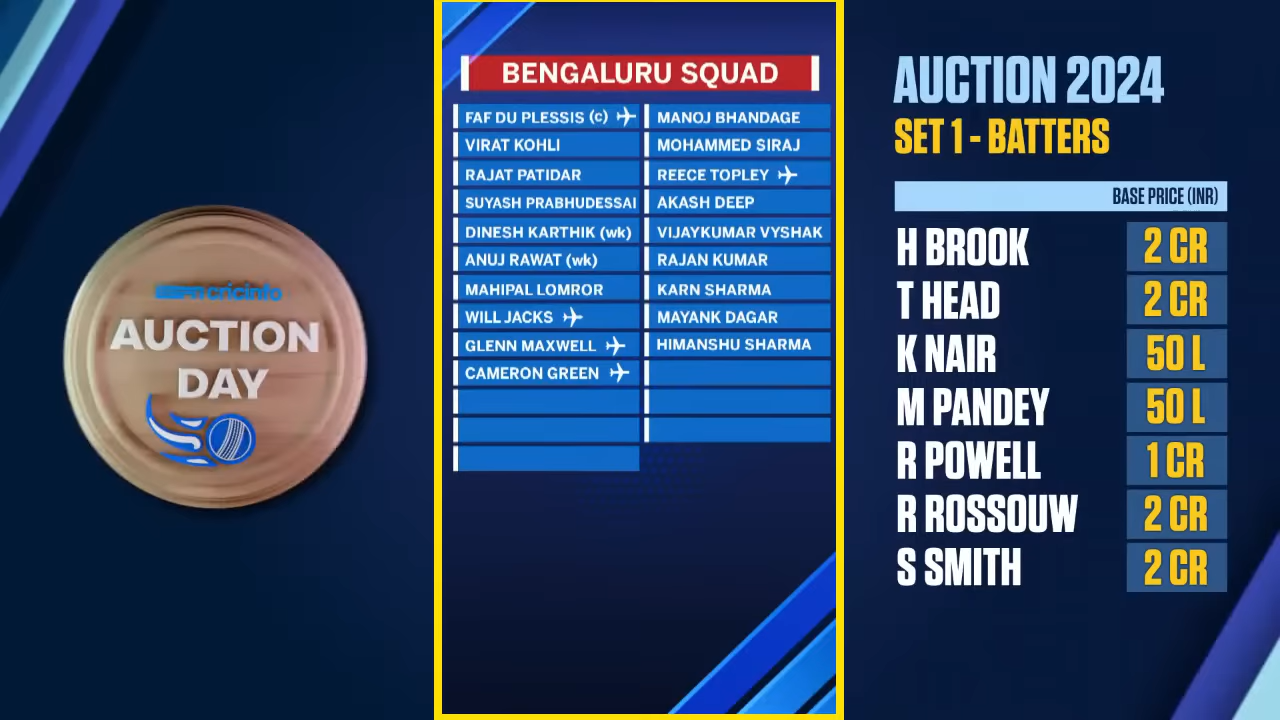 ESPN cricinfo
AUCTION
DAY
BENGALURU SQUAD
FAF DU PLESSIS (c)
VIRAT KOHLI
RAJAT PATIDAR
SUYASH PRABHUDESSAI
DINESH KARTHIK (wk)
ANUJ RAWAT (wk)
MAHIPAL LOMROR
WILL JACKS
GLENN MAXWELL
CAMERON GREEN
MANOJ BHANDAGE
MOHAMMED SIRAJ
REECE TOPLEY
AKASH DEEP
VIJAYKUMAR VYSHAK
RAJAN KUMAR
KARN SHARMA
MAYANK DAGAR
HIMANSHU SHARMA
AUCTION 2024
SET 1 - BATTERS
BASE PRICE (INR)
H BROOK 2 CR
T HEAD 2 CR
K NAIR 50 L
M PANDEY 50 L
R POWELL 1 CR
R ROSSOUW 2 CR
S SMITH 2 CR